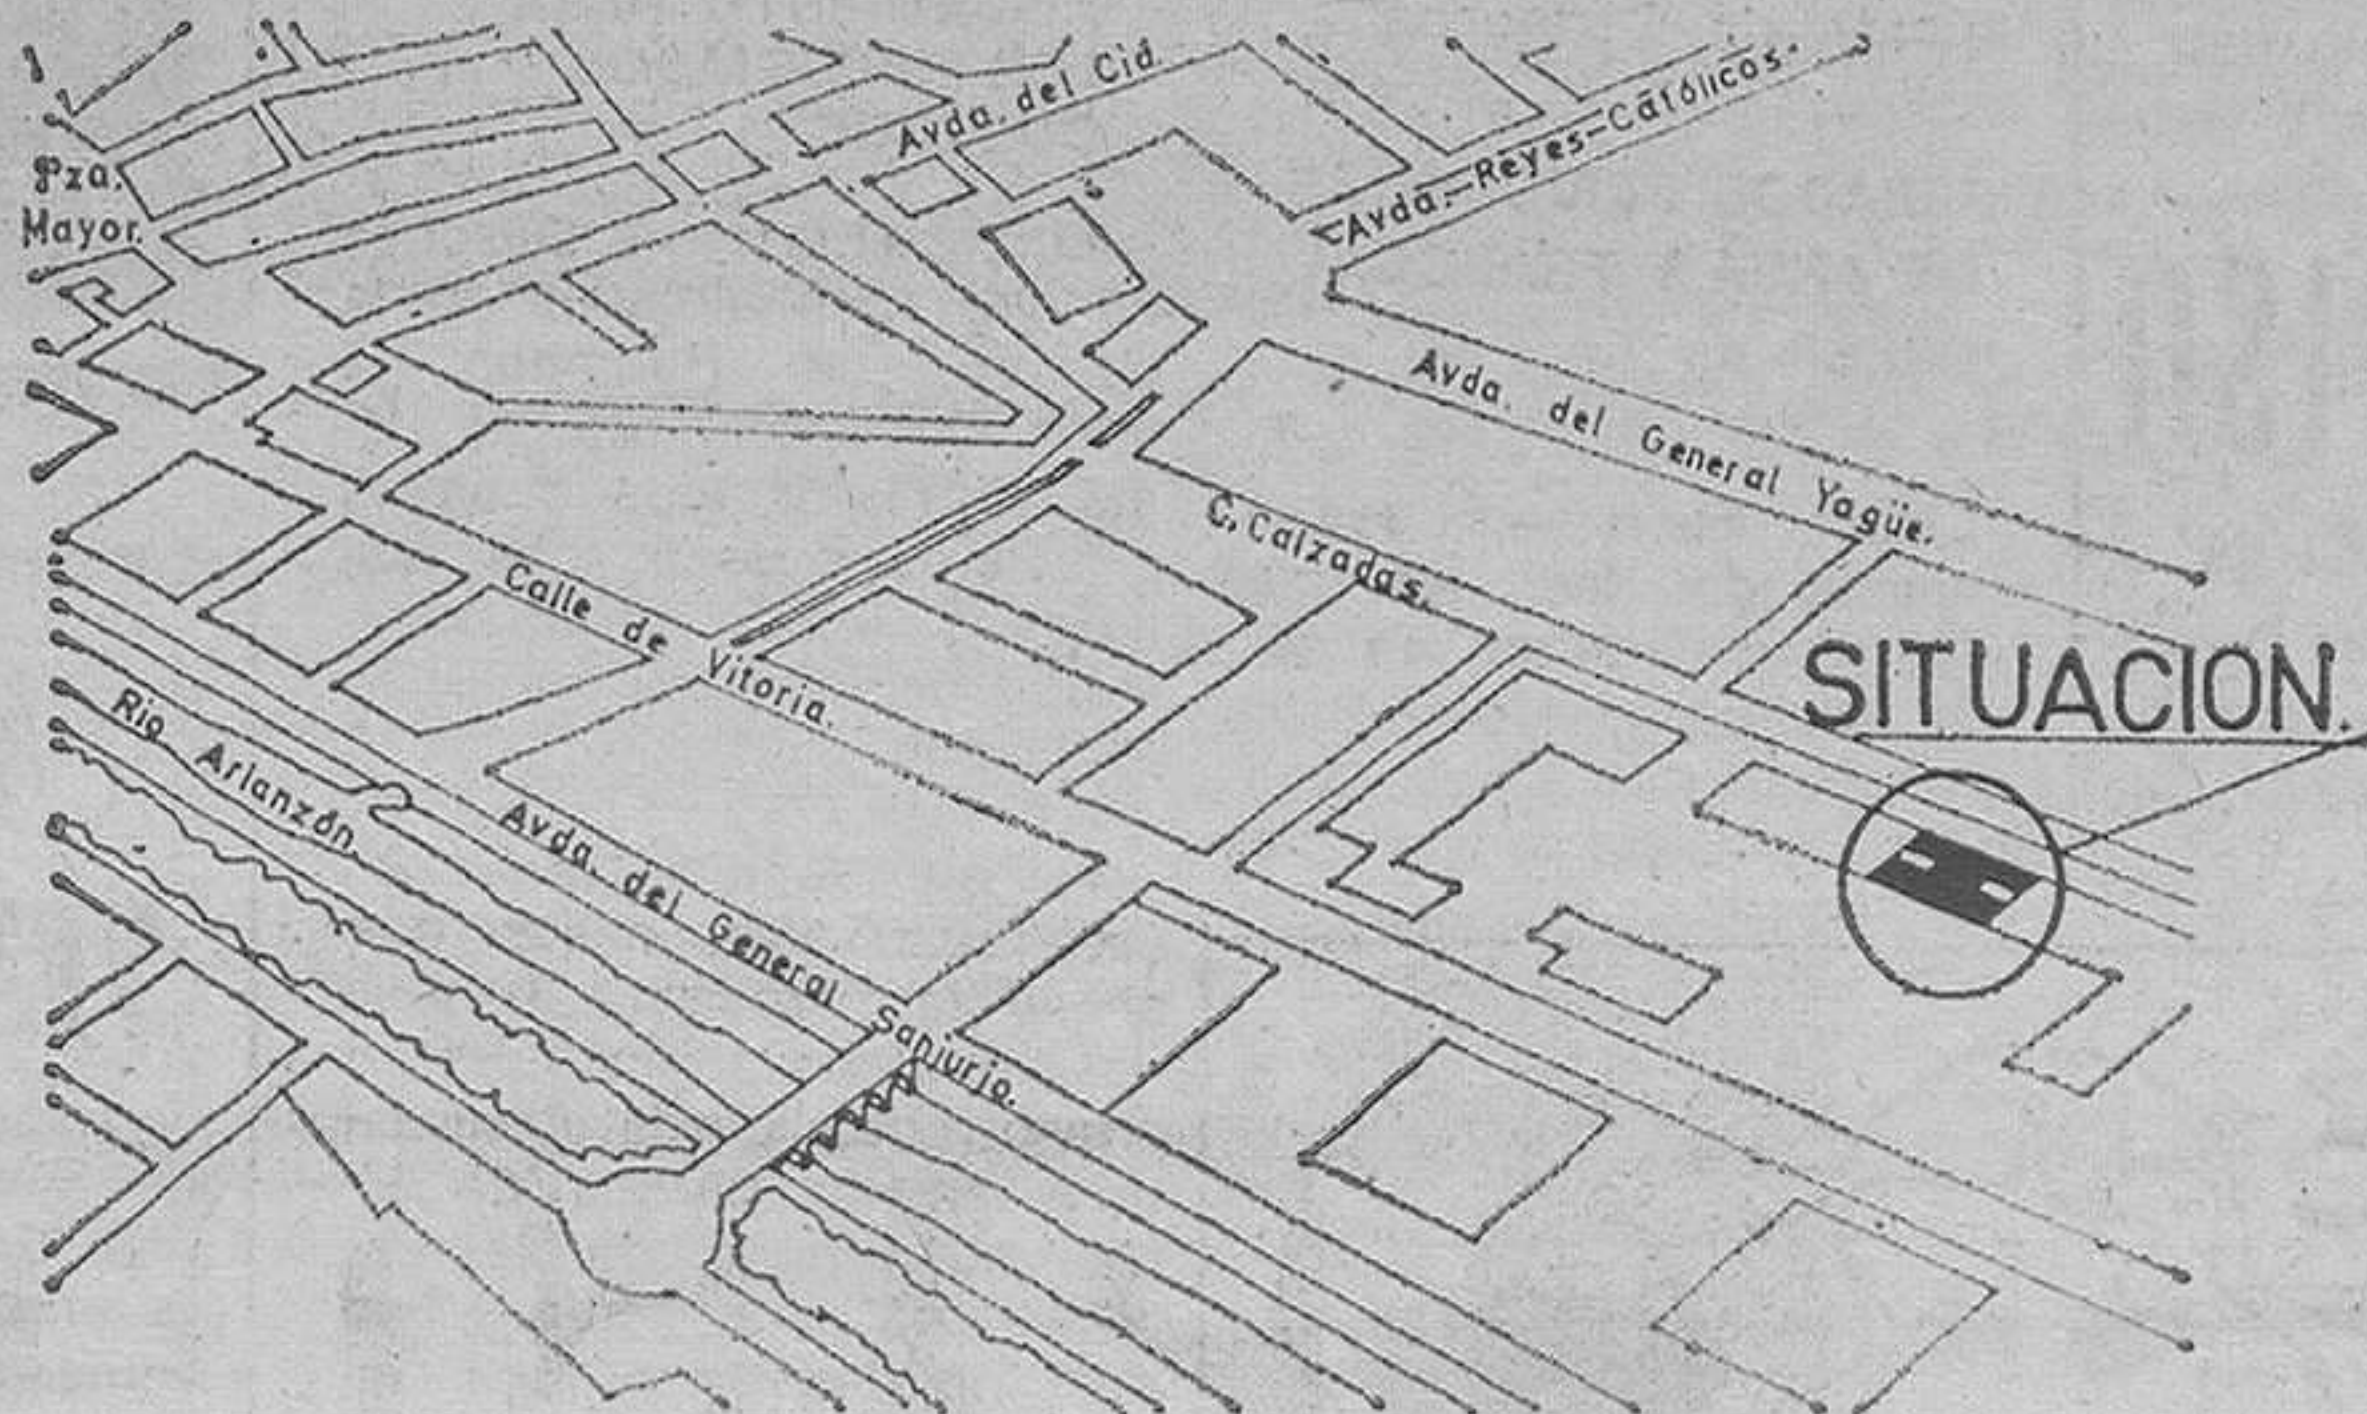 Avda. del Cid
Avda.-Reyes-Católicos.
Pza.
Mayor.
Avda. del General Yagüe.
C. Calzadas.
Calle de Vitoria.
SITUACION.
Rio Arlanzón.
Avda. del General Sanjurjo.